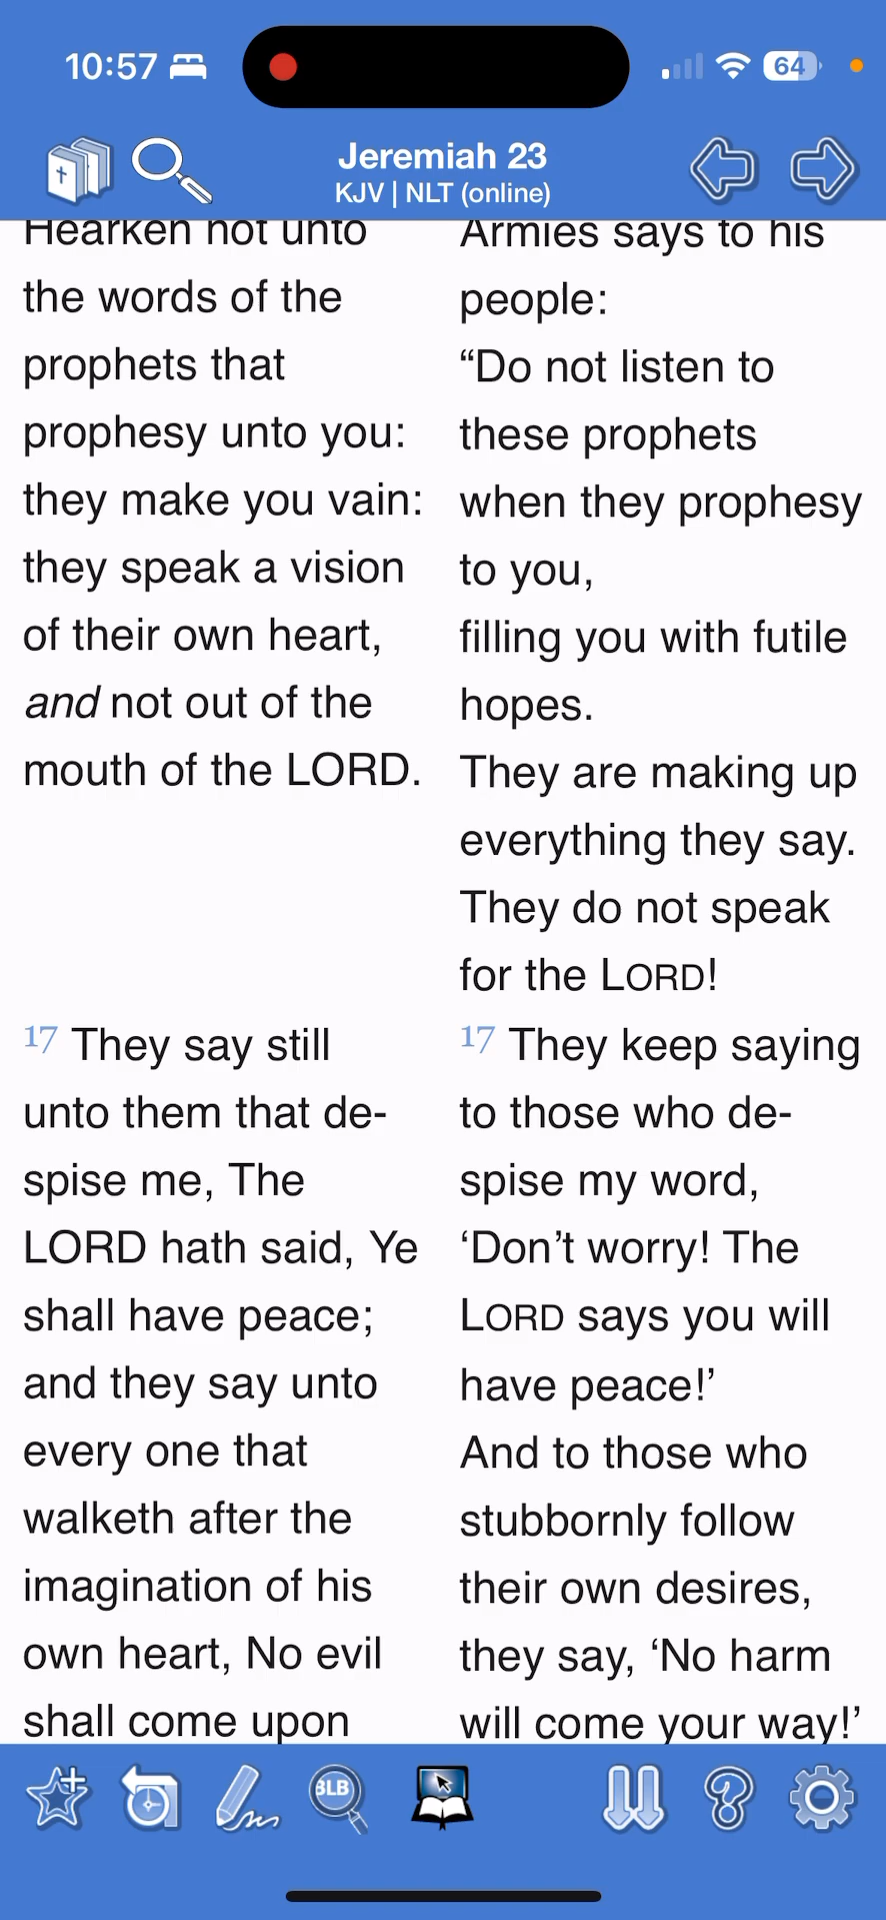 10:57
64
Jeremiah 23
KJV | NLT (online)
Hearken not unto
the words of the
prophets that
prophesy unto you:
they make you vain:
they speak a vision
of their own heart,
and not out of the
mouth of the LORD.
17 They say still
unto them that de-
spise me, The
LORD hath said, Ye
shall have peace;
and they say unto
every one that
walketh after the
imagination of his
own heart, No evil
shall come upon
Armies says to his
people:
“Do not listen to
these prophets
when they prophesy
to you,
filling you with futile
hopes.
They are making up
everything they say.
They do not speak
for the LORD!
17 They keep saying
to those who de-
spise my word,
‘Don’t worry! The
LORD says you will
have peace!’
And to those who
stubbornly follow
their own desires,
they say, ‘No harm
will come your way!’
BLB